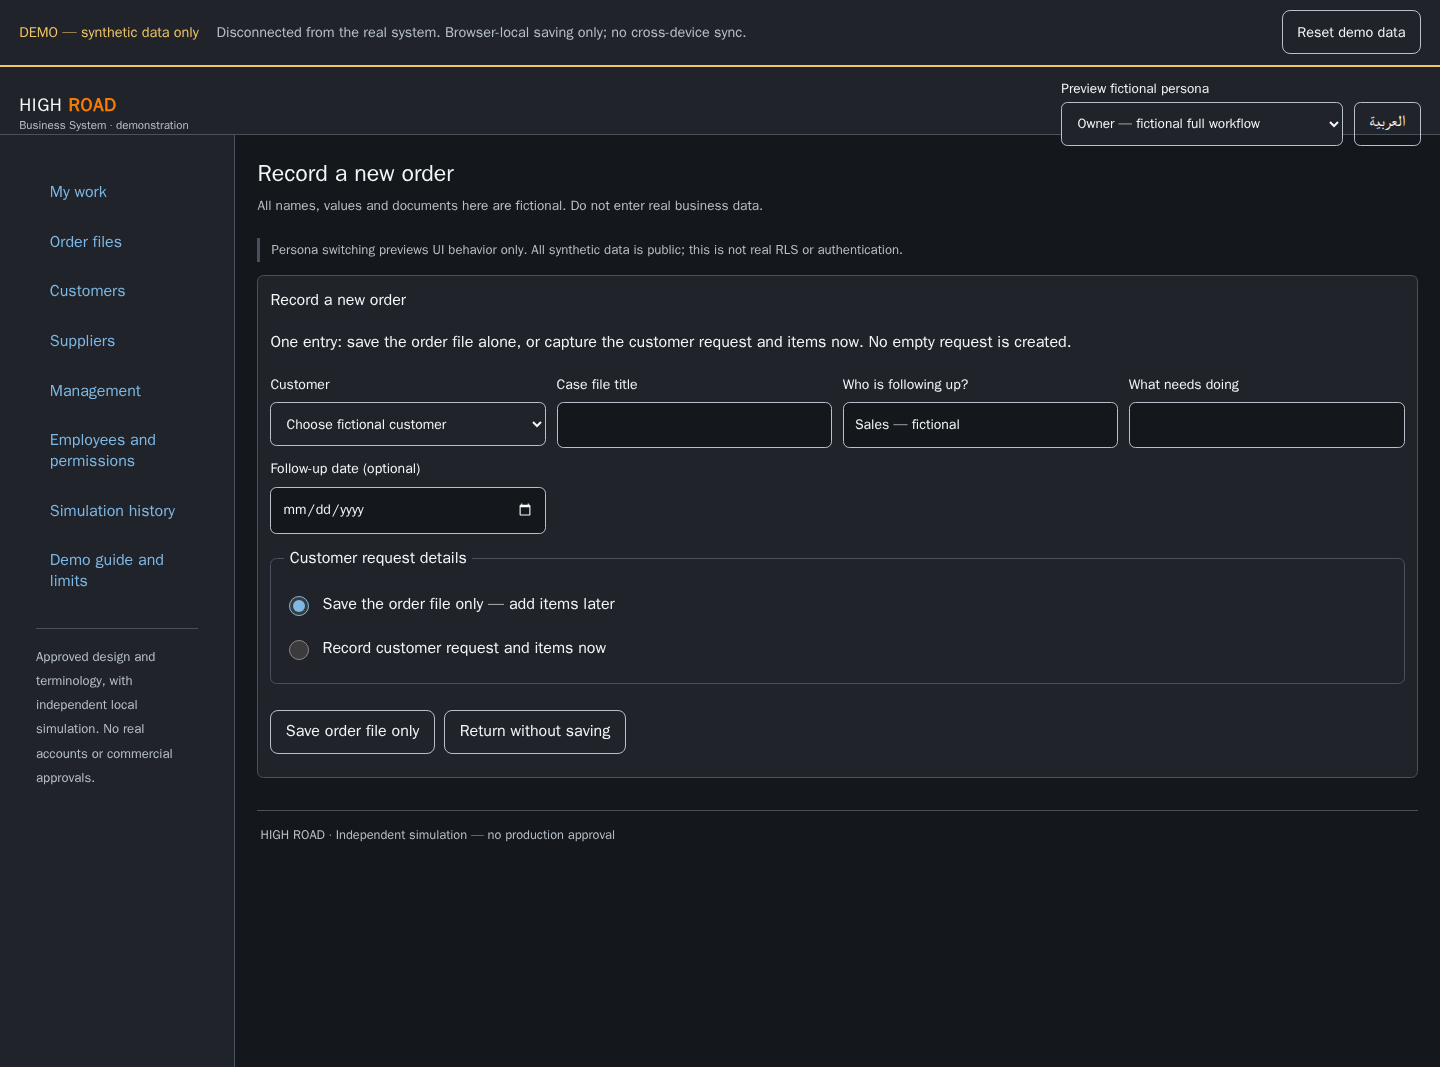 DEMO — synthetic data only
Disconnected from the real system. Browser-local saving only; no cross-device sync.
Reset demo data
HIGH ROAD
Business System · demonstration
Preview fictional persona
Owner — fictional full workflow
العربية
My work
Order files
Customers
Suppliers
Management
Employees and
permissions
Simulation history
Demo guide and
limits
Approved design and
terminology, with
independent local
simulation. No real
accounts or commercial
approvals.
Record a new order
All names, values and documents here are fictional. Do not enter real business data.
Persona switching previews UI behavior only. All synthetic data is public; this is not real RLS or authentication.
Record a new order
One entry: save the order file alone, or capture the customer request and items now. No empty request is created.
Customer
Choose fictional customer
Case file title
Who is following up?
Sales — fictional
What needs doing
Follow-up date (optional)
mm/dd/yyyy
Customer request details
Save the order file only — add items later
Record customer request and items now
Save order file only
Return without saving
HIGH ROAD · Independent simulation — no production approval